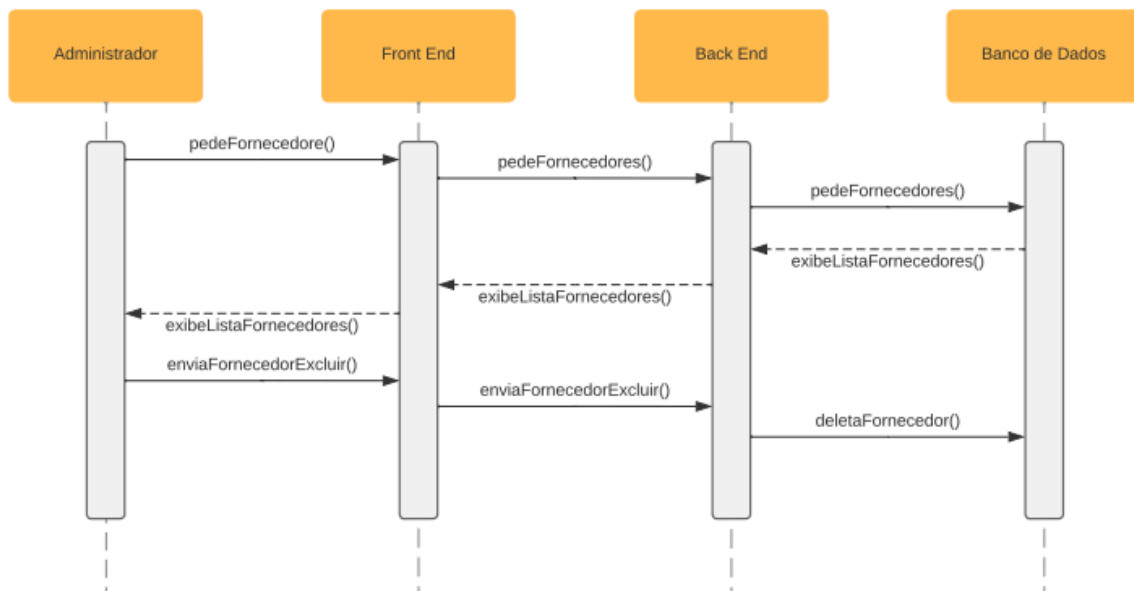 Administrador
Front End
Back End
Banco de Dados
pedeFornecedore()
pedeFornecedores()
pedeFornecedores()
exibeListaFornecedores()
exibeListaFornecedores()
exibeListaFornecedores()
enviaFornecedorExcluir()
enviaFornecedorExcluir()
deletaFornecedor()